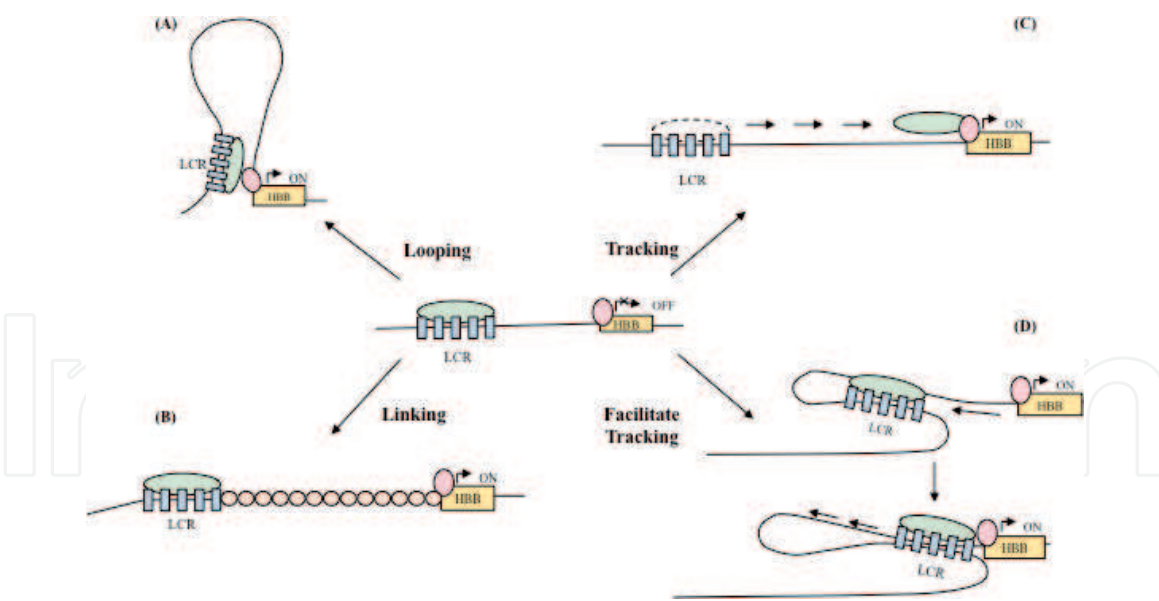 (A)
(C)
LCR
ON
HBB
ON
HBB
LCR
Looping
Tracking
OFF
HBB
LCR
(D)
ON
HBB
LCR
(B)
Linking
Facilitate
Tracking
ON
HBB
LCR
ON
HBB
LCR